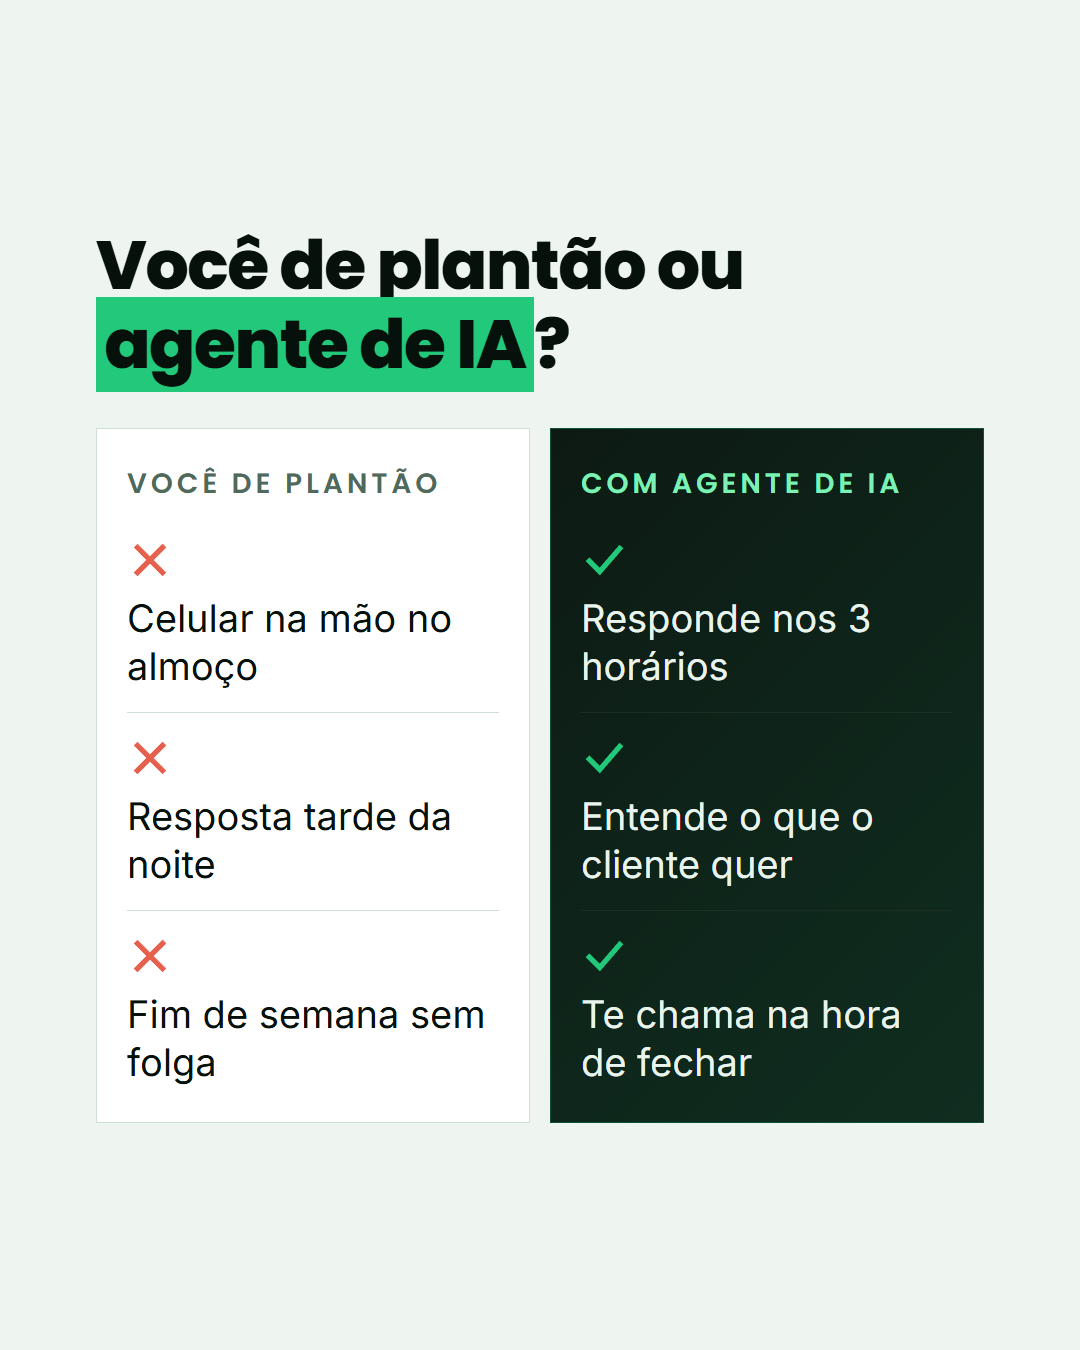 Você de plantão ou
agente de IA?
VOCÊ DE PLANTÃO
Celular na mão no
almoço
Resposta tarde da
noite
Fim de semana sem
folga
COM AGENTE DE IA
Responde nos 3
horários
Entende o que o
cliente quer
Te chama na hora
de fechar